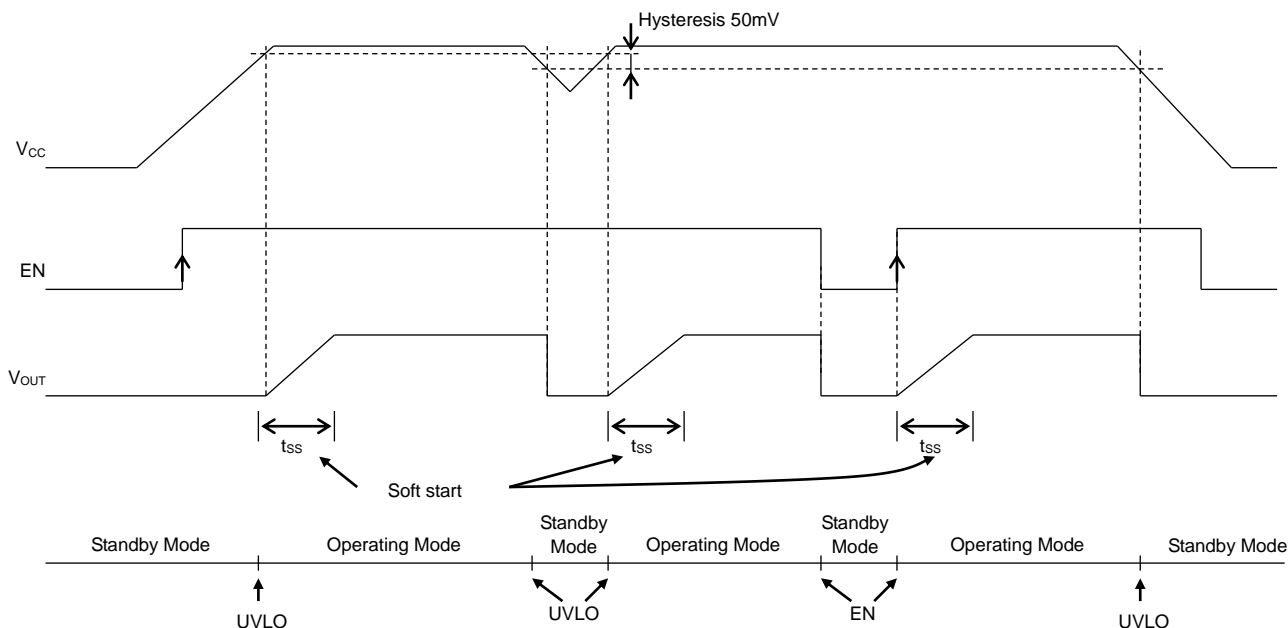 Hysteresis 50mV
VCC
EN
VOUT
tSS
tSS
tSS
Soft start
Standby Mode
Operating Mode
Standby
Mode
Operating Mode
Standby
Mode
Operating Mode
Standby Mode
UVLO
UVLO
EN
UVLO